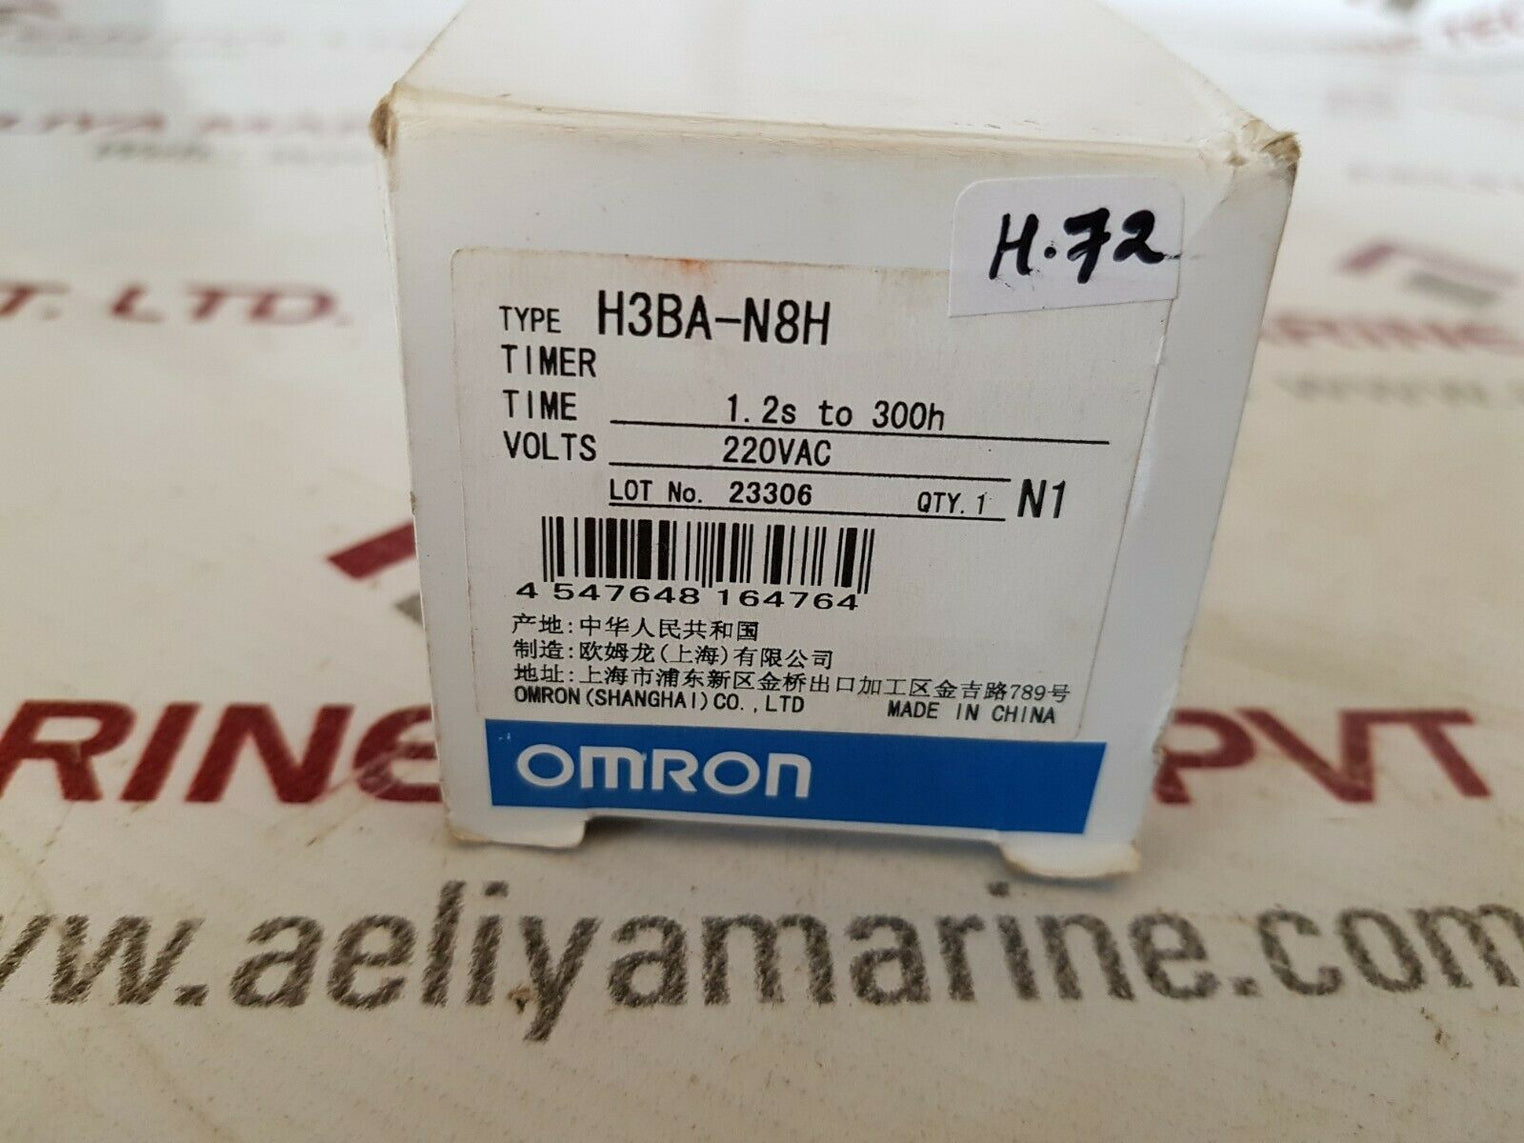 H.72
TYPE H3BA-N8H
TIMER
TIME 1.2s to 300h
VOLTS 220VAC
LOT No. 23306 QTY. 1 N1
4 547648 164764
产地:中华人民共和国
制造:欧姆龙(上海)有限公司
地址:上海市浦东新区金桥出口加工区金吉路789号
OMRON(SHANGHAI)CO.,LTD MADE IN CHINA
OMRON
T. LTD.
RINE PVT
www.aeliyamarine.com